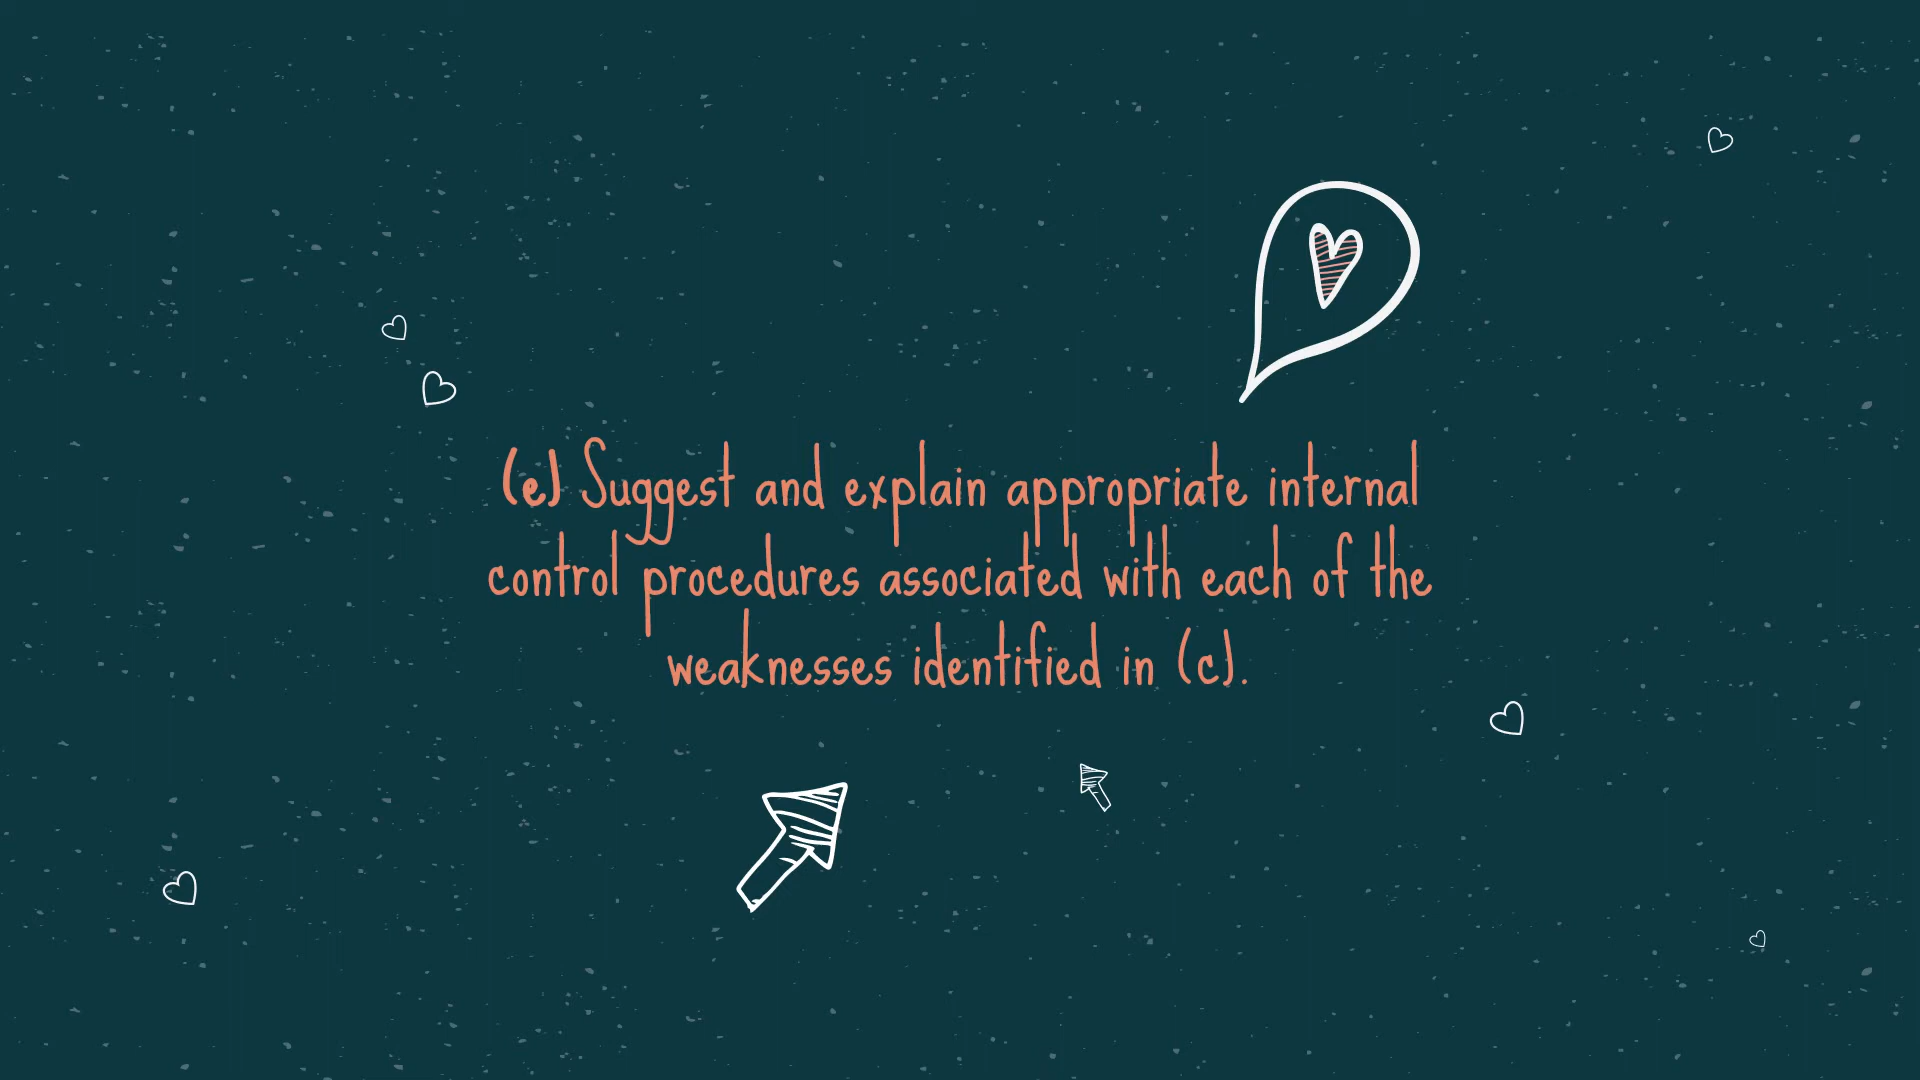 (e) Suggest and explain appropriate internal
control procedures associated with each of the
weaknesses identified in (c).